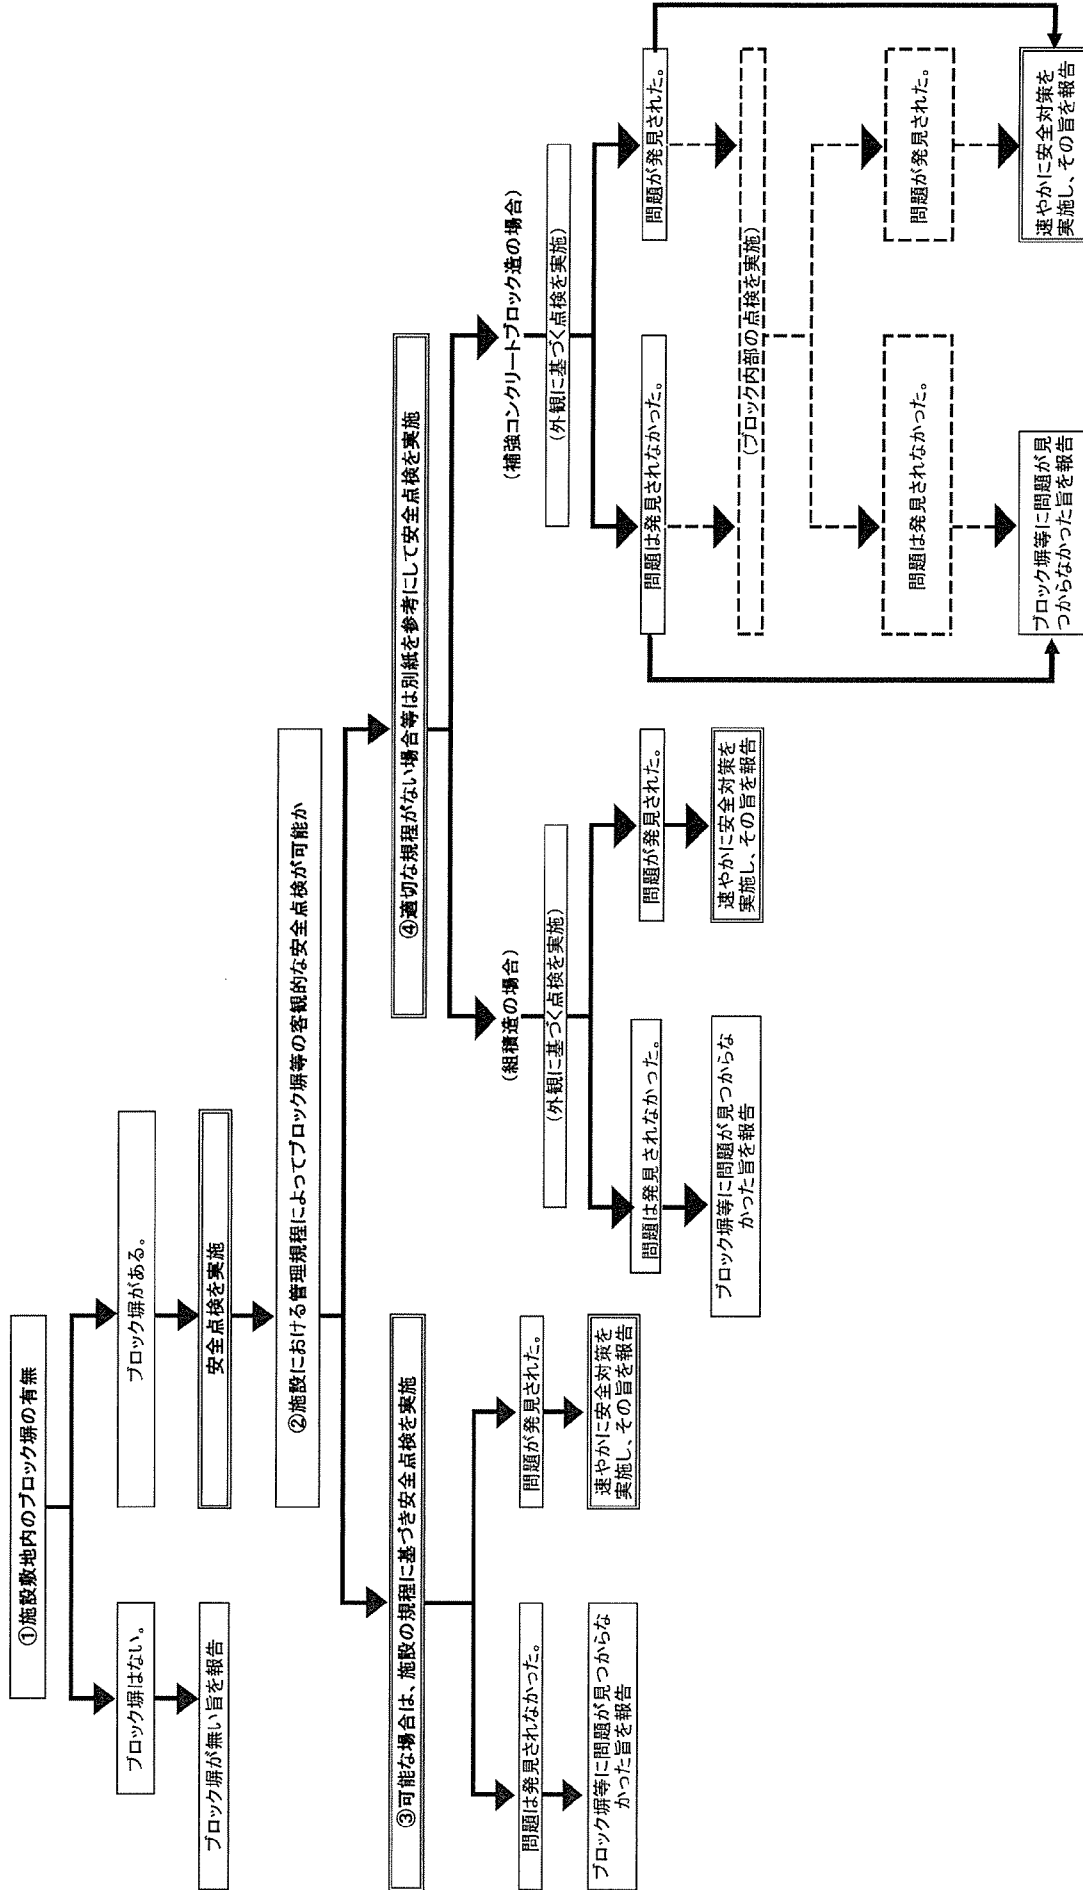 ①施設敷地内のブロック塀の有無
ブロック塀はない。
ブロック塀がある。
ブロック塀が無い旨を報告
安全点検を実施
②施設における管理規程によってブロック塀等の客観的な安全点検が可能か
③可能な場合は、施設の規程に基づき安全点検を実施
④適切な規程がない場合等は別紙を参考にして安全点検を実施
問題は発見されなかった。
問題が発見された。
ブロック塀等に問題が見つからな
かった旨を報告
速やかに安全対策を
実施し、その旨を報告
(組積造の場合)
(外観に基づく点検を実施)
問題は発見されなかった。
問題が発見された。
ブロック塀等に問題が見つからな
かった旨を報告
速やかに安全対策を
実施し、その旨を報告
(補強コンクリートブロック造の場合)
(外観に基づく点検を実施)
問題は発見されなかった。
問題が発見された。
(ブロック内部の点検を実施)
問題は発見されなかった。
問題が発見された。
ブロック塀等に問題が見
つからなかった旨を報告
速やかに安全対策を
実施し、その旨を報告